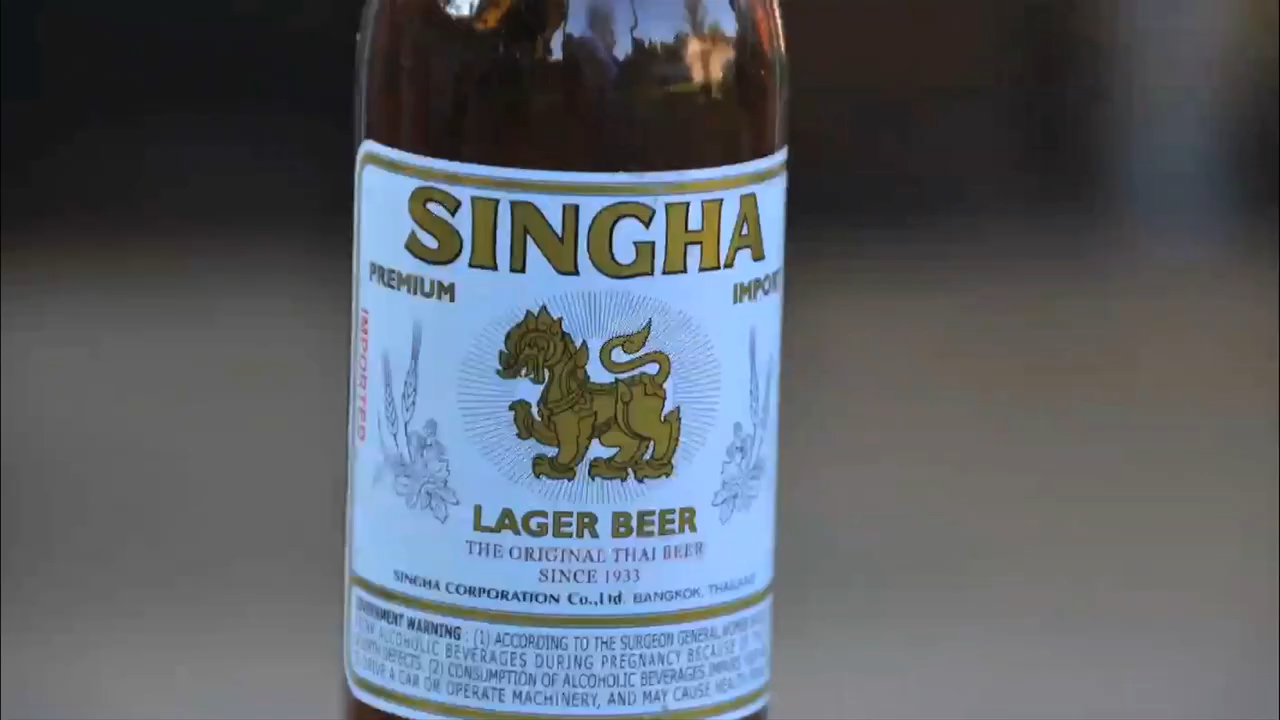 SINGHA
PREMIUM
IMPORT
IMPORTED
LAGER BEER
THE ORIGINAL THAI BEER
SINCE 1933
SINGHA CORPORATION Co.,Ltd. BANGKOK, THAILAND
WARNING : (1) ACCORDING TO THE SURGEON GENERAL, WOMEN
ALCOHOLIC BEVERAGES DURING PREGNANCY BECAUSE OF
DEFECTS. (2) CONSUMPTION OF ALCOHOLIC BEVERAGES IMPAIRS
DRIVE A CAR OR OPERATE MACHINERY, AND MAY CAUSE HEALTH